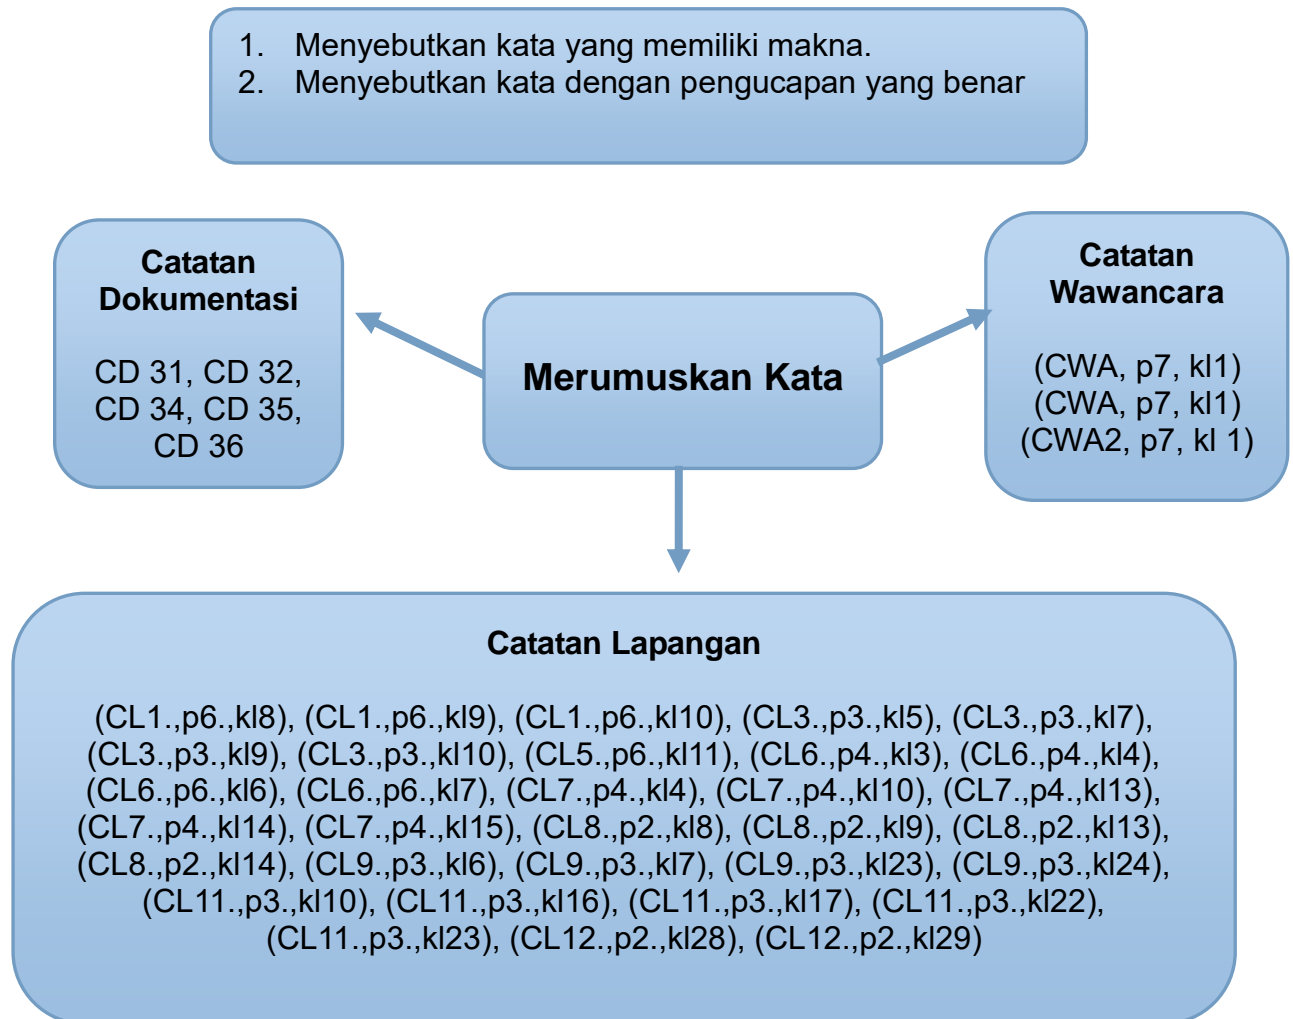 1. Menyebutkan kata yang memiliki makna.
2. Menyebutkan kata dengan pengucapan yang benar
Catatan
Dokumentasi
CD 31, CD 32,
CD 34, CD 35,
CD 36
Merumuskan Kata
Catatan
Wawancara
(CWA, p7, kl1)
(CWA, p7, kl1)
(CWA2, p7, kl 1)
Catatan Lapangan
(CL1.,p6.,kl8), (CL1.,p6.,kl9), (CL1.,p6.,kl10), (CL3.,p3.,kl5), (CL3.,p3.,kl7),
(CL3.,p3.,kl9), (CL3.,p3.,kl10), (CL5.,p6.,kl11), (CL6.,p4.,kl3), (CL6.,p4.,kl4),
(CL6.,p6.,kl6), (CL6.,p6.,kl7), (CL7.,p4.,kl4), (CL7.,p4.,kl10), (CL7.,p4.,kl13),
(CL7.,p4.,kl14), (CL7.,p4.,kl15), (CL8.,p2.,kl8), (CL8.,p2.,kl9), (CL8.,p2.,kl13),
(CL8.,p2.,kl14), (CL9.,p3.,kl6), (CL9.,p3.,kl7), (CL9.,p3.,kl23), (CL9.,p3.,kl24),
(CL11.,p3.,kl10), (CL11.,p3.,kl16), (CL11.,p3.,kl17), (CL11.,p3.,kl22),
(CL11.,p3.,kl23), (CL12.,p2.,kl28), (CL12.,p2.,kl29)